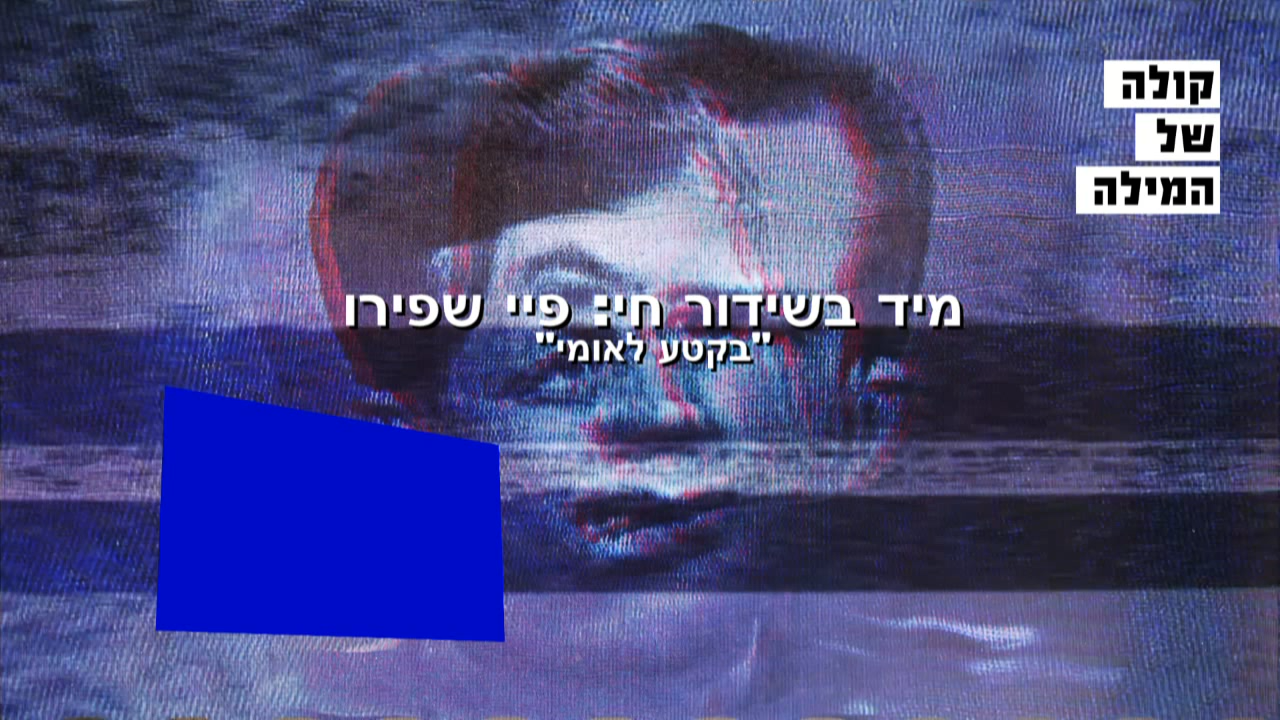 קולה
של
המילה
מיד בשידור חי: פיי שפירו
"בקטע לאומי"